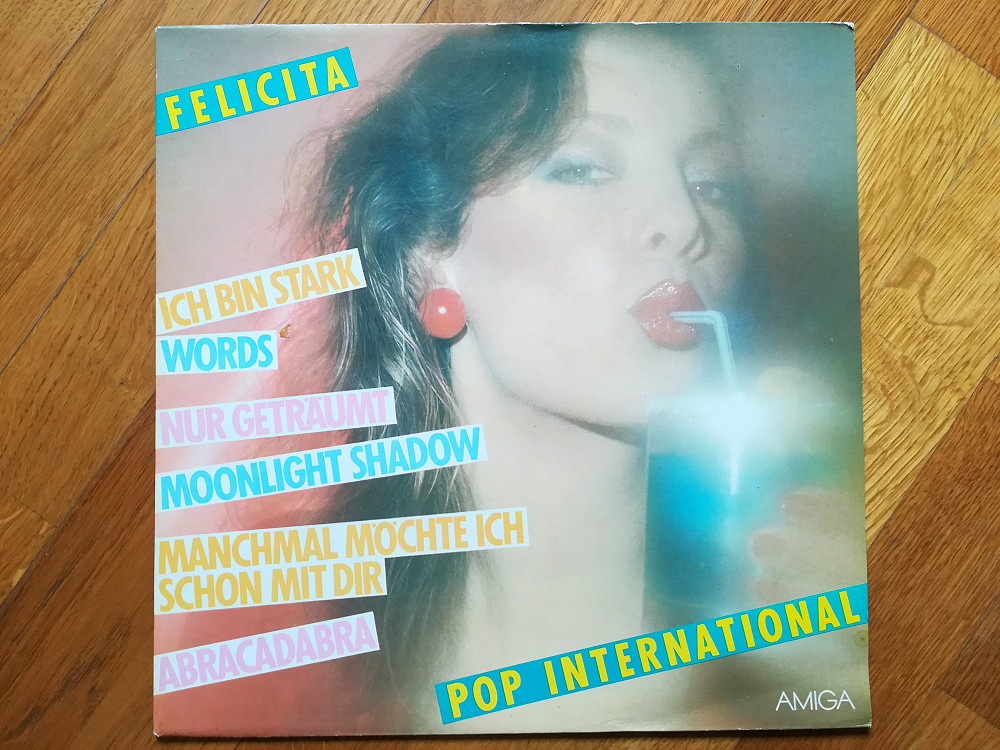 FELICITA
ICH BIN STARK
WORDS
NUR GETRÄUMT
MOONLIGHT SHADOW
MANCHMAL MÖCHTE ICH
SCHON MIT DIR
ABRACADABRA
POP INTERNATIONAL
AMIGA